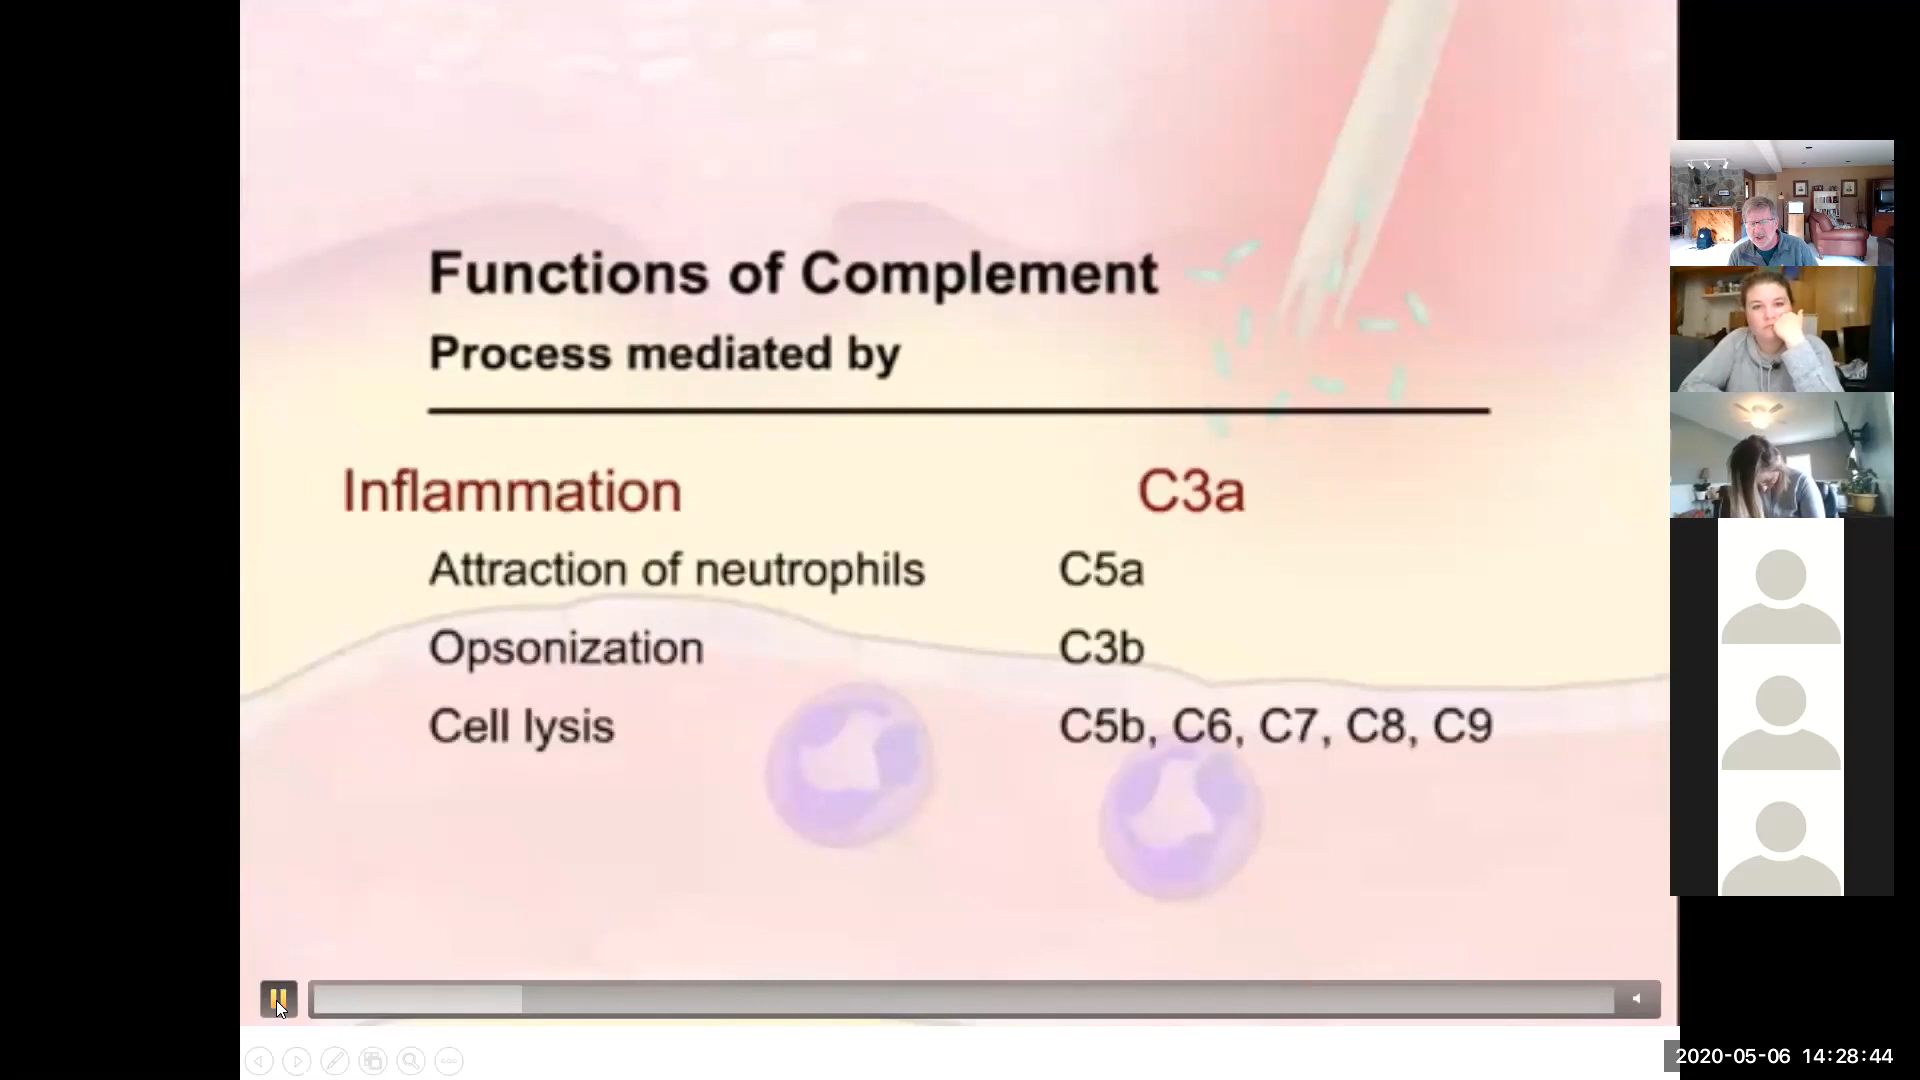 Functions of Complement
Process mediated by
Inflammation C3a
Attraction of neutrophils C5a
Opsonization C3b
Cell lysis C5b, C6, C7, C8, C9
2020-05-06 14:28:44